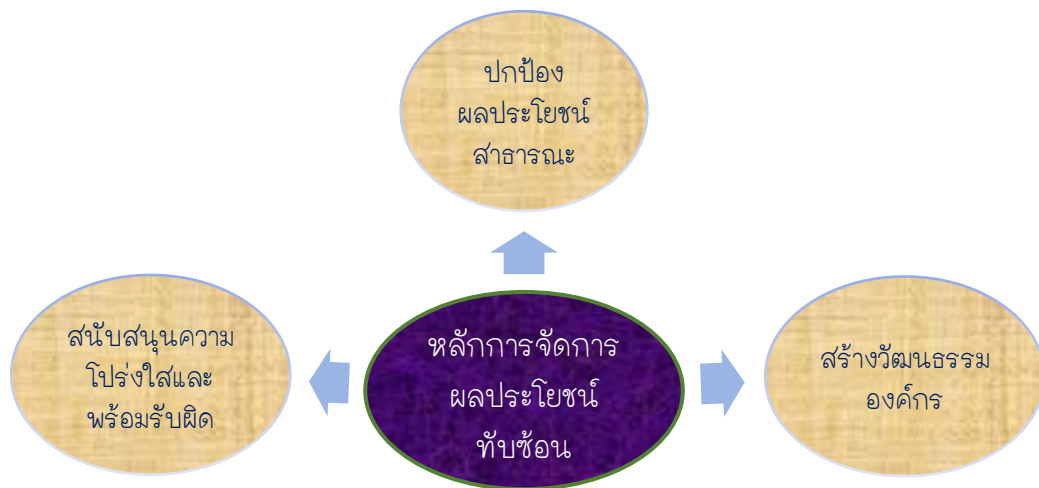 ปกป้อง
ผลประโยชน์
สาธารณะ
สนับสนุนความ
โปร่งใสและ
พร้อมรับผิด
หลักการจัดการ
ผลประโยชน์
ทับซ้อน
สร้างวัฒนธรรม
องค์กร